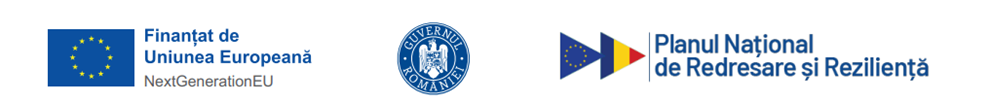 Finanțat de
Uniunea Europeană
NextGenerationEU
GUVERNUL
ROMÂNIEI
Planul Național
de Redresare și Reziliență